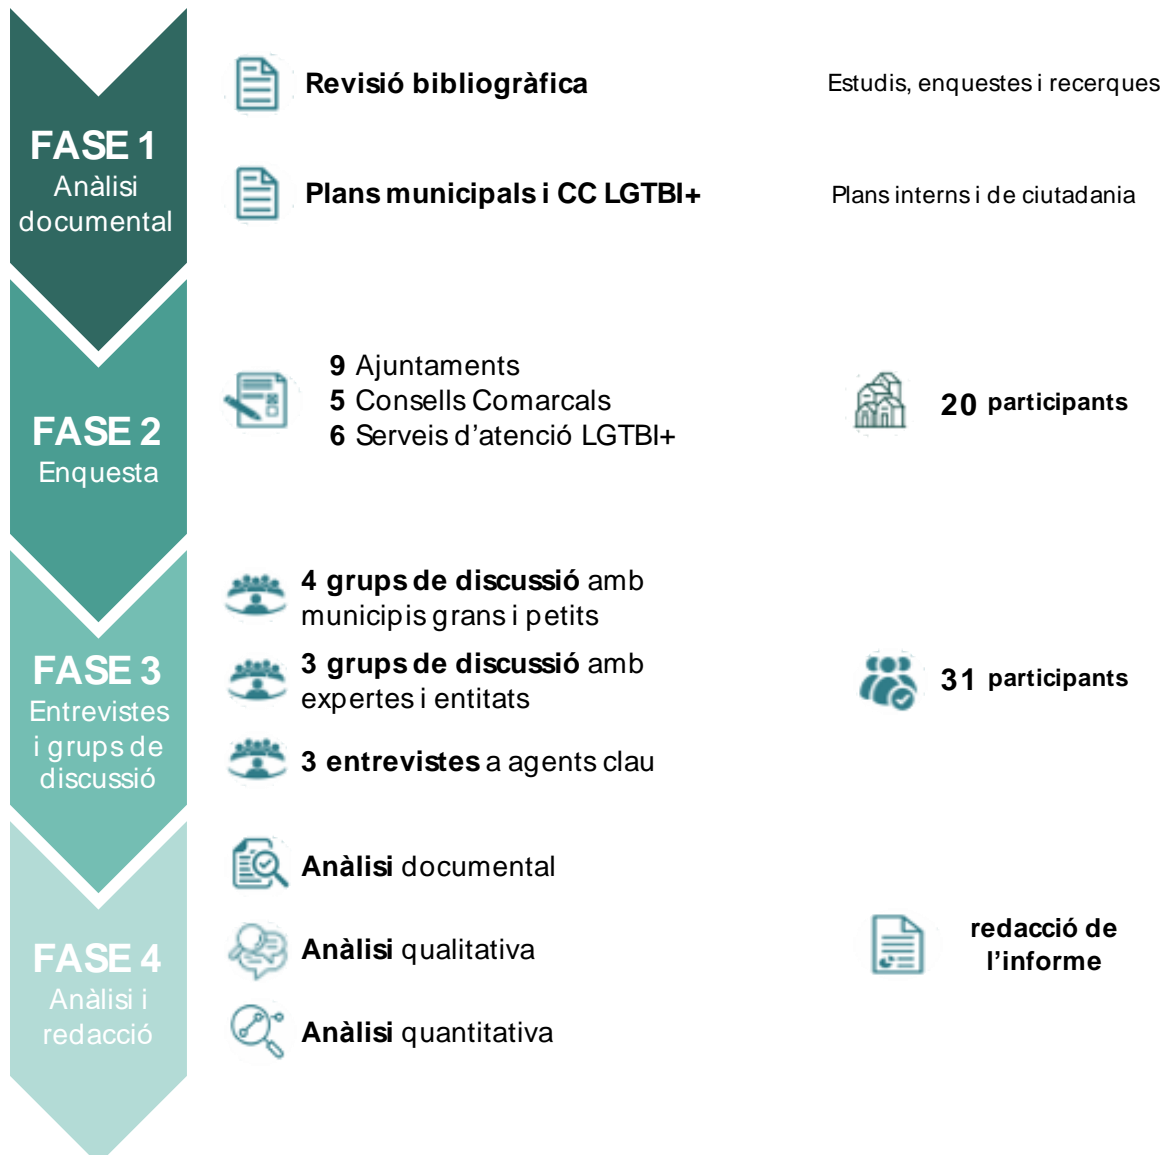 FASE 1
Anàlisi
documental
Revisió bibliogràfica
Estudis, enquestes i recerques
Plans municipals i CC LGTBI+
Plans interns i de ciutadania
FASE 2
Enquesta
9 Ajuntaments
5 Consells Comarcals
6 Serveis d'atenció LGTBI+
20 participants
FASE 3
Entrevistes
i grups de
discussió
4 grups de discussió amb
municipis grans i petits
3 grups de discussió amb
expertes i entitats
3 entrevistes a agents clau
31 participants
FASE 4
Anàlisi i
redacció
Anàlisi documental
Anàlisi qualitativa
Anàlisi quantitativa
redacció de
l'informe